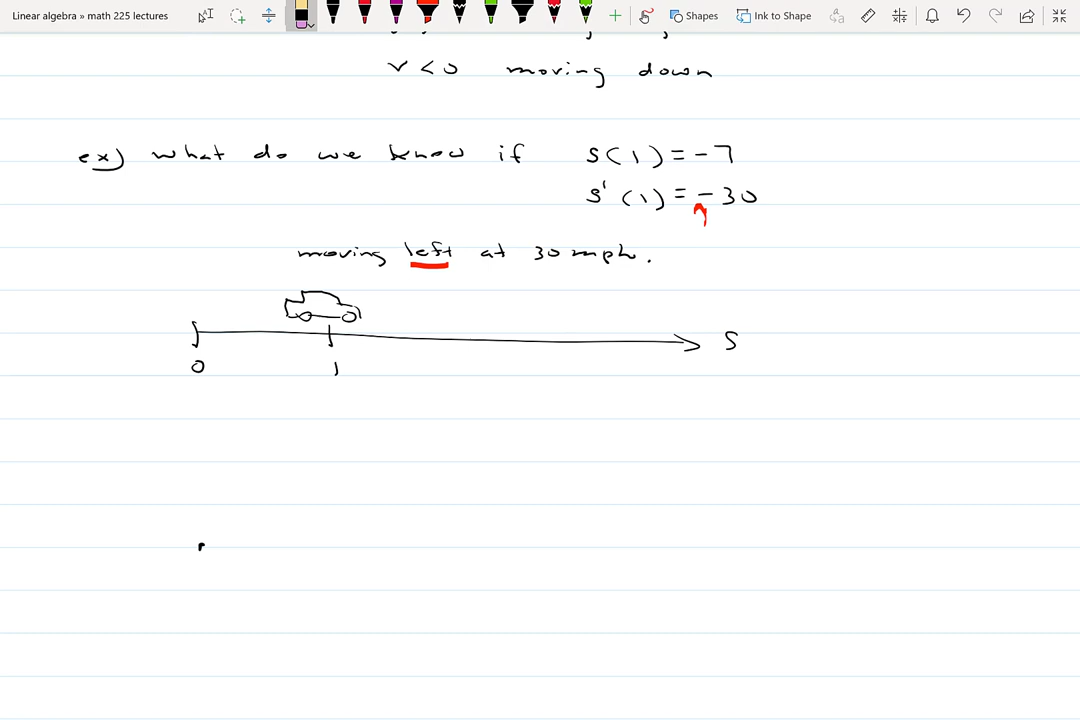 Linear algebra » math 225 lectures
Shapes
Ink to Shape
v < 0 moving down
ex) what do we know if s(1) = -7
s'(1) = -30
moving left at 30 mph.
S
0 1